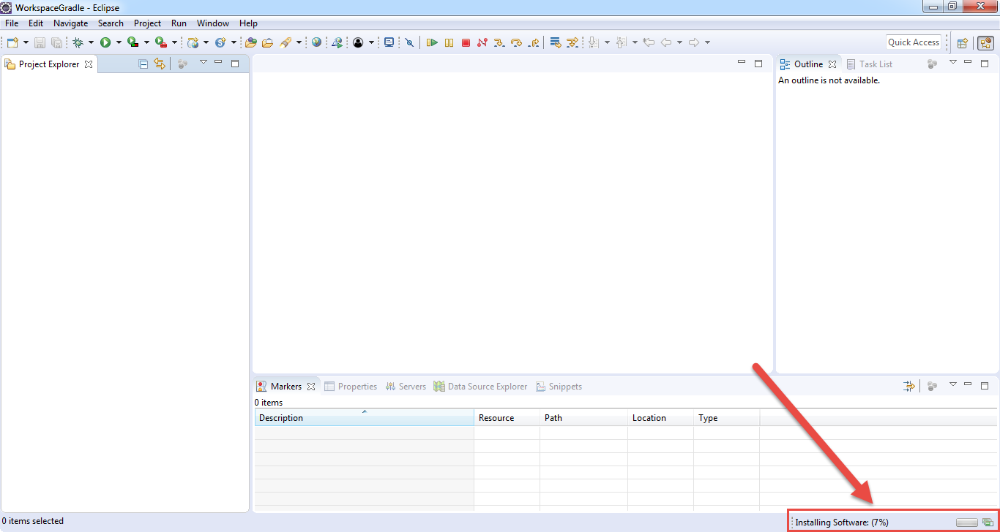 WorkspaceGradle - Eclipse
File Edit Navigate Search Project Run Window Help
Quick Access
Project Explorer
Outline Task List
An outline is not available.
Markers Properties Servers Data Source Explorer Snippets
0 items
Description Resource Path Location Type
0 items selected
Installing Software: (7%)